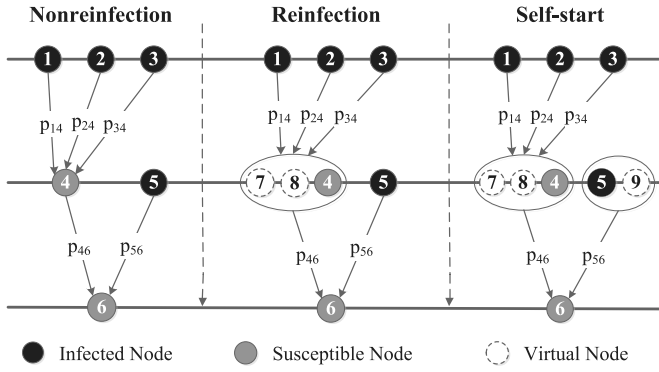 Nonreinfection Reinfection Self-start
1 2 3 1 2 3 1 2 3
p14 p24 p34 p14 p24 p34 p14 p24 p34
4 5 7 8 4 5 7 8 4 5 9
p46 p56 p46 p56 p46 p56
6 6 6
Infected Node Susceptible Node Virtual Node